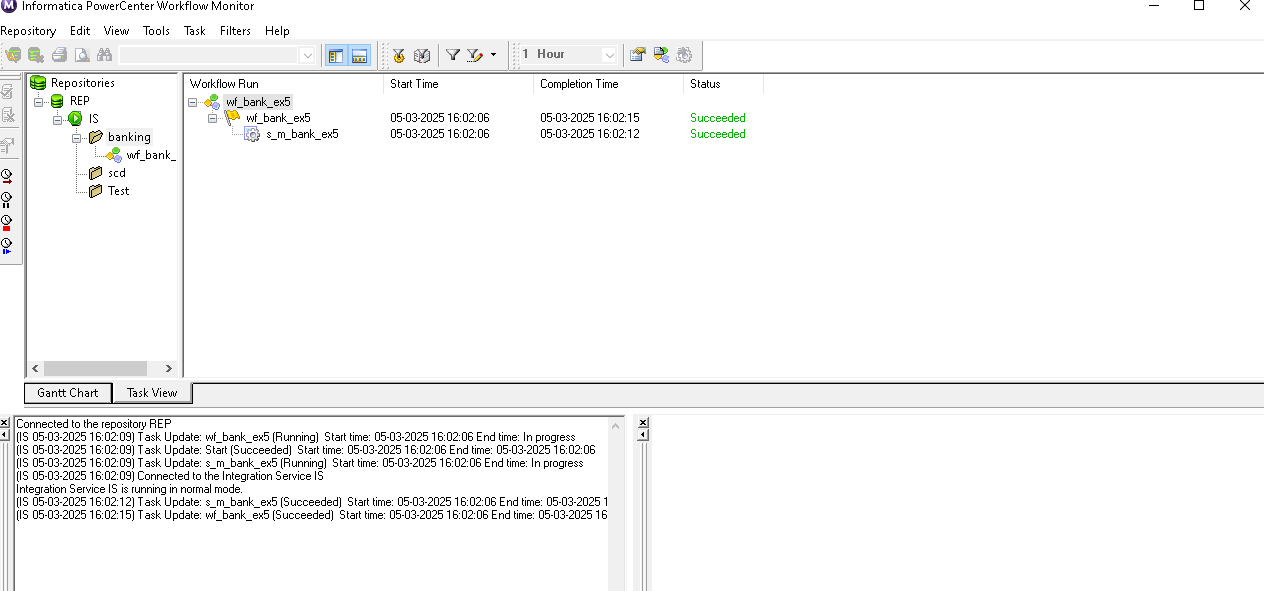 Informatica PowerCenter Workflow Monitor
Repository Edit View Tools Task Filters Help
1 Hour
Repositories
REP
IS
banking
wf_bank_
scd
Test
Workflow Run Start Time Completion Time Status
wf_bank_ex5
wf_bank_ex5 05-03-2025 16:02:06 05-03-2025 16:02:15 Succeeded
s_m_bank_ex5 05-03-2025 16:02:06 05-03-2025 16:02:12 Succeeded
Gantt Chart Task View
Connected to the repository REP
(IS 05-03-2025 16:02:09) Task Update: wf_bank_ex5 (Running) Start time: 05-03-2025 16:02:06 End time: In progress
(IS 05-03-2025 16:02:09) Task Update: Start (Succeeded) Start time: 05-03-2025 16:02:06 End time: 05-03-2025 16:02:06
(IS 05-03-2025 16:02:09) Task Update: s_m_bank_ex5 (Running) Start time: 05-03-2025 16:02:06 End time: In progress
(IS 05-03-2025 16:02:09) Connected to the Integration Service IS
Integration Service IS is running in normal mode.
(IS 05-03-2025 16:02:12) Task Update: s_m_bank_ex5 (Succeeded) Start time: 05-03-2025 16:02:06 End time: 05-03-2025 1
(IS 05-03-2025 16:02:15) Task Update: wf_bank_ex5 (Succeeded) Start time: 05-03-2025 16:02:06 End time: 05-03-2025 16